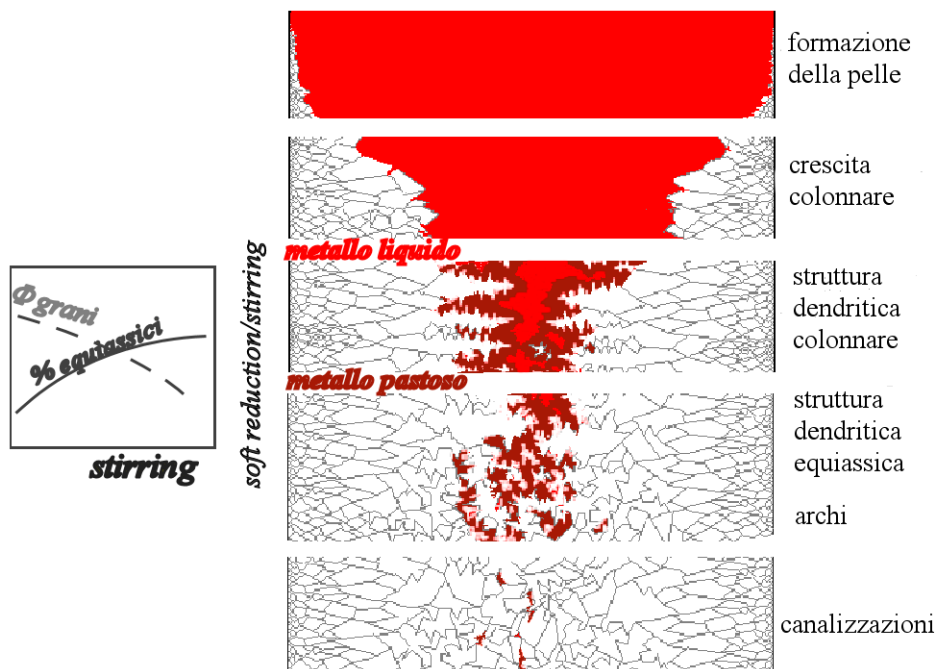 formazione
della pelle
crescita
colonnare
metallo liquido
struttura
dendritica
colonnare
metallo pastoso
struttura
dendritica
equiassica
archi
canalizzazioni
soft reduction/stirring
Φ grani
% equiassici
stirring